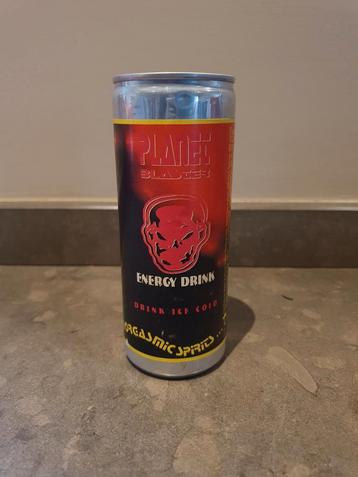 PLANET
BLASTER
ENERGY DRINK
DRINK ICE COLD
ORGASMIC SPIRITS...